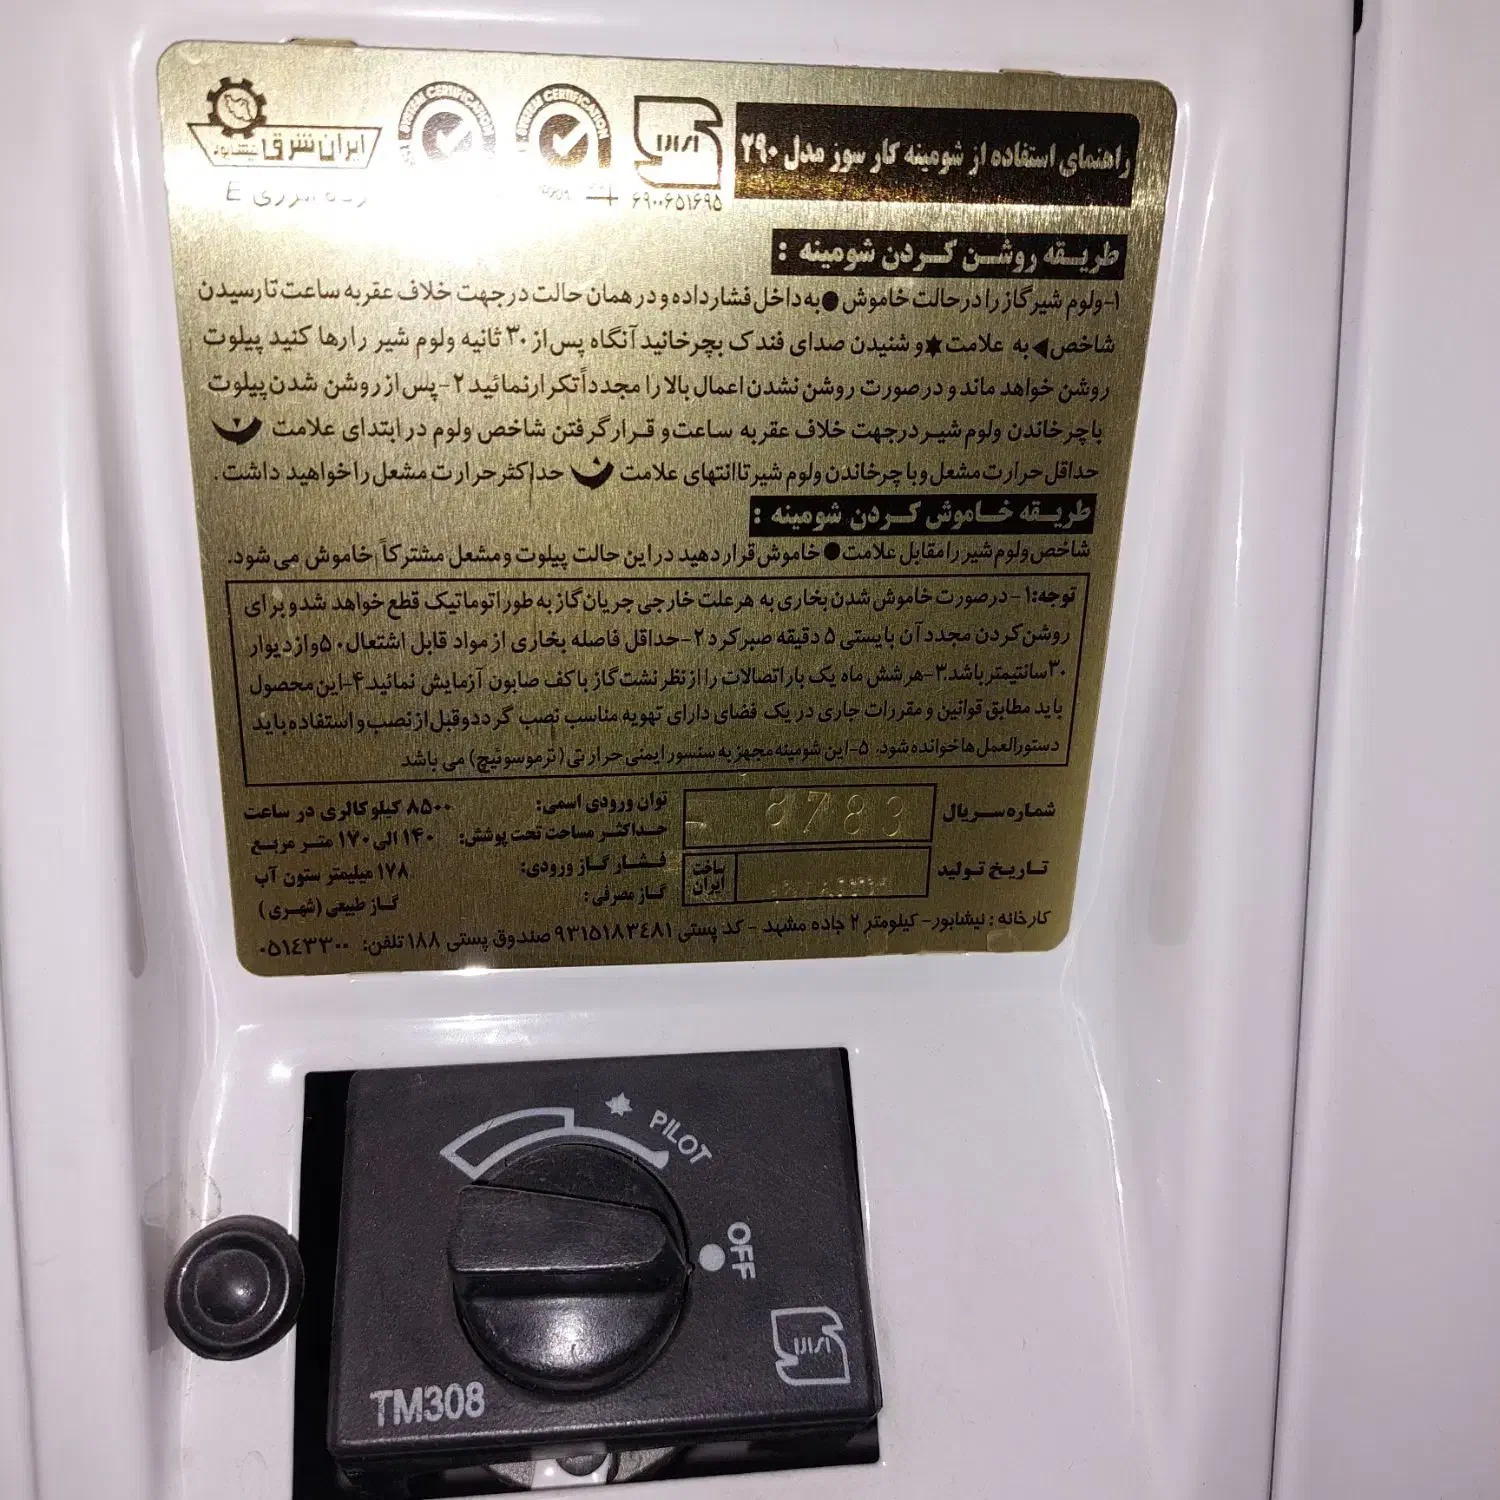 ایران شرق نیشابور
SYSTEM CERTIFICATION
SYSTEM CERTIFICATION
۶۹۰۰۶۵۱۶۹۵
E
راهنمای استفاده از شومینه گاز سوز مدل ۲۹۰
طریقه روشن کردن شومینه :
۱-ولوم شیر گاز را در حالت خاموش ● به داخل فشار داده و در همان حالت در جهت خلاف عقربه ساعت تا رسیدن
شاخص ◀ به علامت ★ و شنیدن صدای فندک بچرخانید آنگاه پس از ۳۰ ثانیه ولوم شیر را رها کنید پیلوت
روشن خواهد ماند و در صورت روشن نشدن اعمال بالا را مجدداً تکرار نمائید ۲-پس از روشن شدن پیلوت
با چرخاندن ولوم شیر در جهت خلاف عقربه ساعت و قرار گرفتن شاخص ولوم در ابتدای علامت
حداقل حرارت مشعل و با چرخاندن ولوم شیر تا انتهای علامت حداکثر حرارت مشعل را خواهید داشت .
طریقه خاموش کردن شومینه :
شاخص ولوم شیر را مقابل علامت ● خاموش قرار دهید در این حالت پیلوت و مشعل مشترکاً خاموش می شود.
توجه:۱-در صورت خاموش شدن بخاری به هر علت خارجی جریان گاز به طور اتوماتیک قطع خواهد شد و برای
روشن کردن مجدد آن بایستی ۵ دقیقه صبر کرد ۲-حداقل فاصله بخاری از مواد قابل اشتعال ۵۰ و از دیوار
۳۰ سانتیمتر باشد.۳-هر شش ماه یک بار اتصالات را از نظر نشت گاز با کف صابون آزمایش نمائید.۴-این محصول
باید مطابق قوانین و مقررات جاری در یک فضای دارای تهویه مناسب نصب گردد و قبل از نصب و استفاده باید
دستورالعمل ها خوانده شود. ۵-این شومینه مجهز به سنسور ایمنی حرارتی (ترموسوئیچ) می باشد
شماره سریال 8783
تاریخ تولید
ساخت ایران
توان ورودی اسمی: ۸۵۰۰ کیلو کالری در ساعت
حداکثر مساحت تحت پوشش: ۱۴۰ الی ۱۷۰ متر مربع
فشار گاز ورودی: ۱۷۸ میلیمتر ستون آب
گاز مصرفی : گاز طبیعی (شهری)
کارخانه : نیشابور- کیلومتر ۲ جاده مشهد - کد پستی ۹۳۱۵۱۸۳۴۸۱ صندوق پستی ۱۸۸ تلفن: ۰۵۱۴۳۳۰۰
PILOT
OFF
TM308